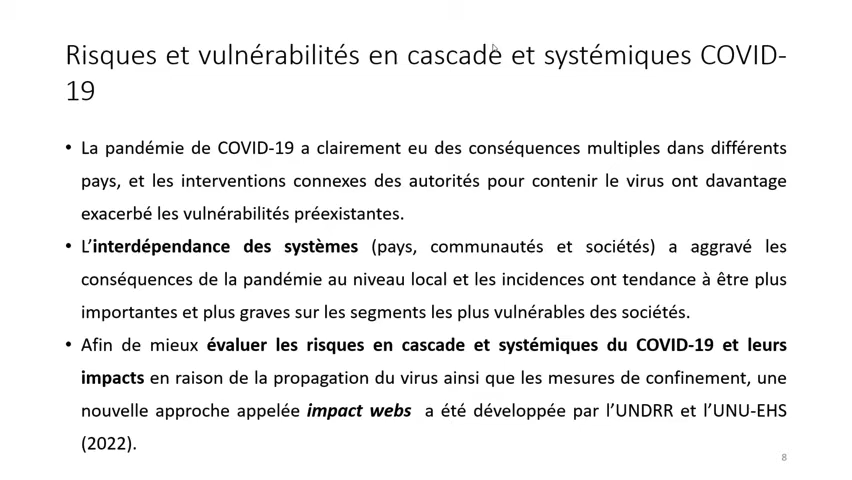 Risques et vulnérabilités en cascade et systémiques COVID-
19
• La pandémie de COVID-19 a clairement eu des conséquences multiples dans différents
pays, et les interventions connexes des autorités pour contenir le virus ont davantage
exacerbé les vulnérabilités préexistantes.
• L’interdépendance des systèmes (pays, communautés et sociétés) a aggravé les
conséquences de la pandémie au niveau local et les incidences ont tendance à être plus
importantes et plus graves sur les segments les plus vulnérables des sociétés.
• Afin de mieux évaluer les risques en cascade et systémiques du COVID-19 et leurs
impacts en raison de la propagation du virus ainsi que les mesures de confinement, une
nouvelle approche appelée impact webs a été développée par l’UNDRR et l’UNU-EHS
(2022).
8